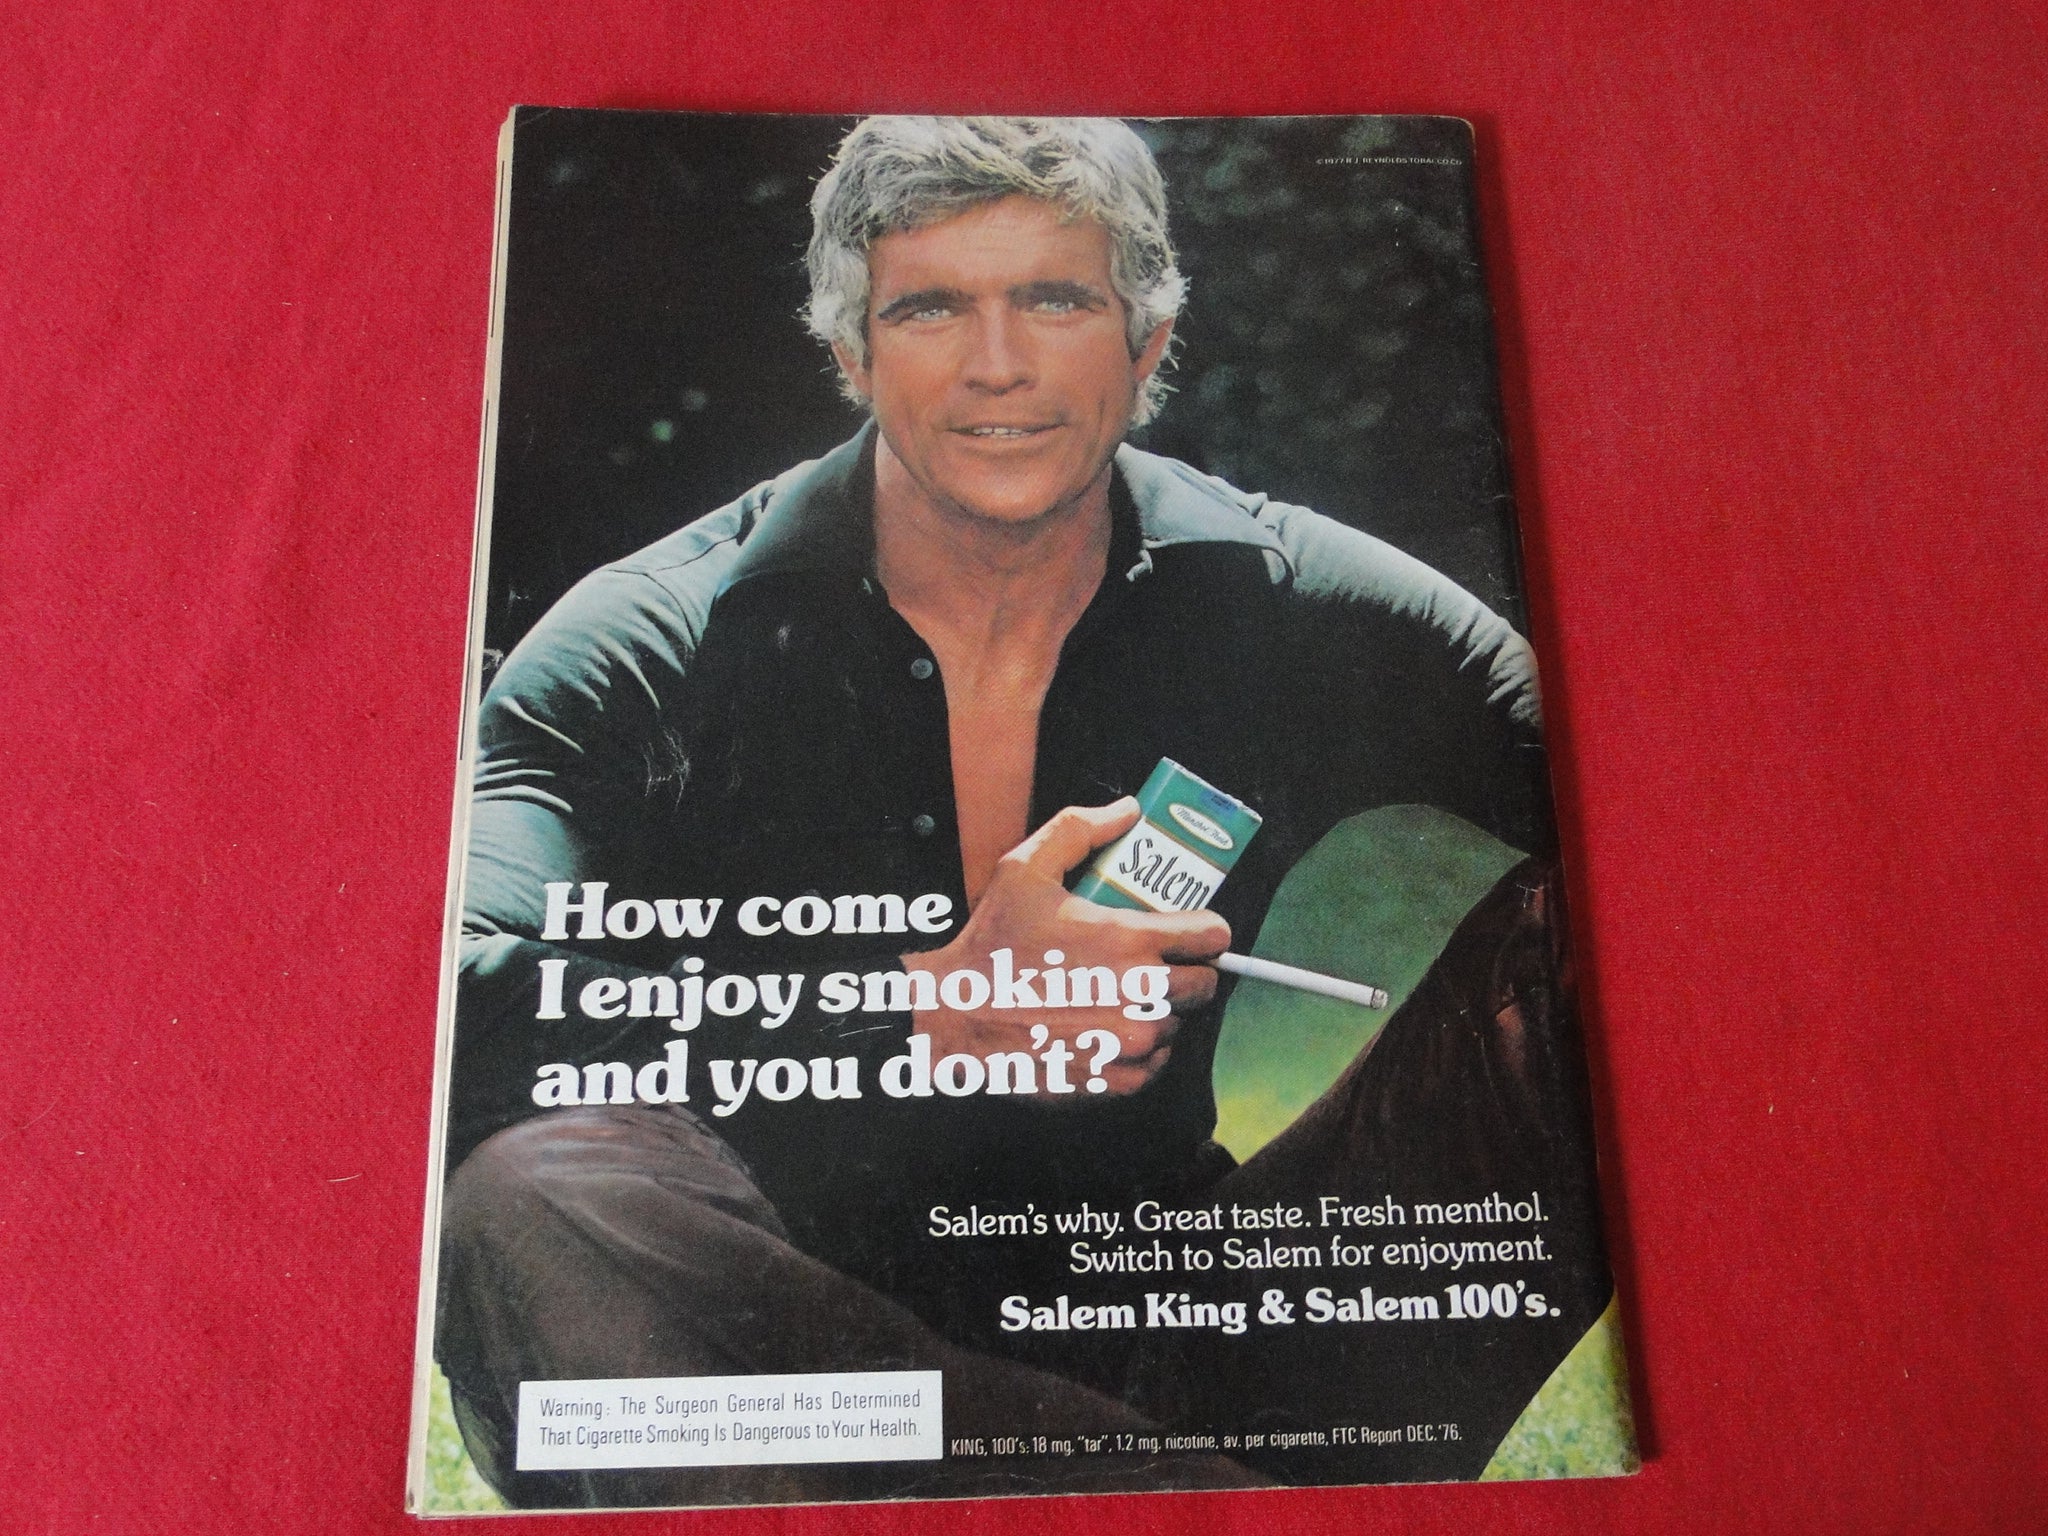 © 1977 R.J. REYNOLDS TOBACCO CO.
Menthol Fresh
Salem
How come
I enjoy smoking
and you don't?
Salem's why. Great taste. Fresh menthol.
Switch to Salem for enjoyment.
Salem King & Salem 100's.
Warning: The Surgeon General Has Determined
That Cigarette Smoking Is Dangerous to Your Health.
KING, 100's: 18 mg. "tar", 1.2 mg. nicotine, av. per cigarette, FTC Report DEC. '76.